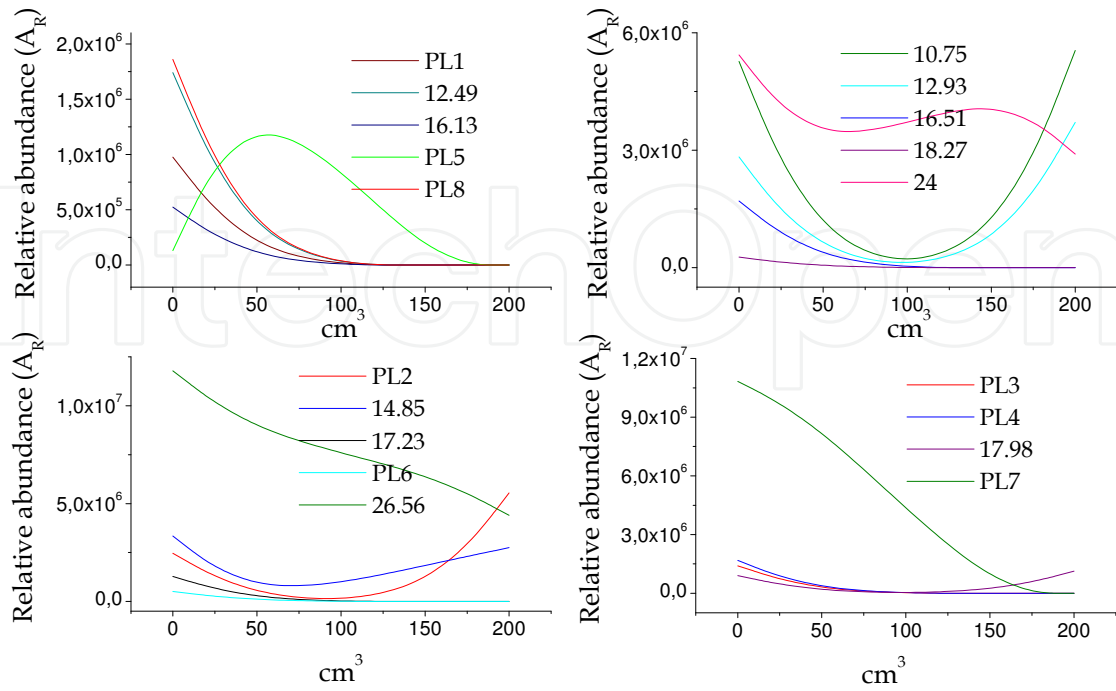 Relative abundance (A_R)
2,0x10^6
1,5x10^6
1,0x10^6
5,0x10^5
0,0
PL1
12.49
16.13
PL5
PL8
0
50
100
150
200
cm^3
Relative abundance (A_R)
6,0x10^6
3,0x10^6
0,0
10.75
12.93
16.51
18.27
24
0
50
100
150
200
cm^3
Relative abundance (A_R)
1,0x10^7
5,0x10^6
0,0
PL2
14.85
17.23
PL6
26.56
0
50
100
150
200
cm^3
Relative abundance (A_R)
1,2x10^7
9,0x10^6
6,0x10^6
3,0x10^6
0,0
PL3
PL4
17.98
PL7
0
50
100
150
200
cm^3
IntechOpen